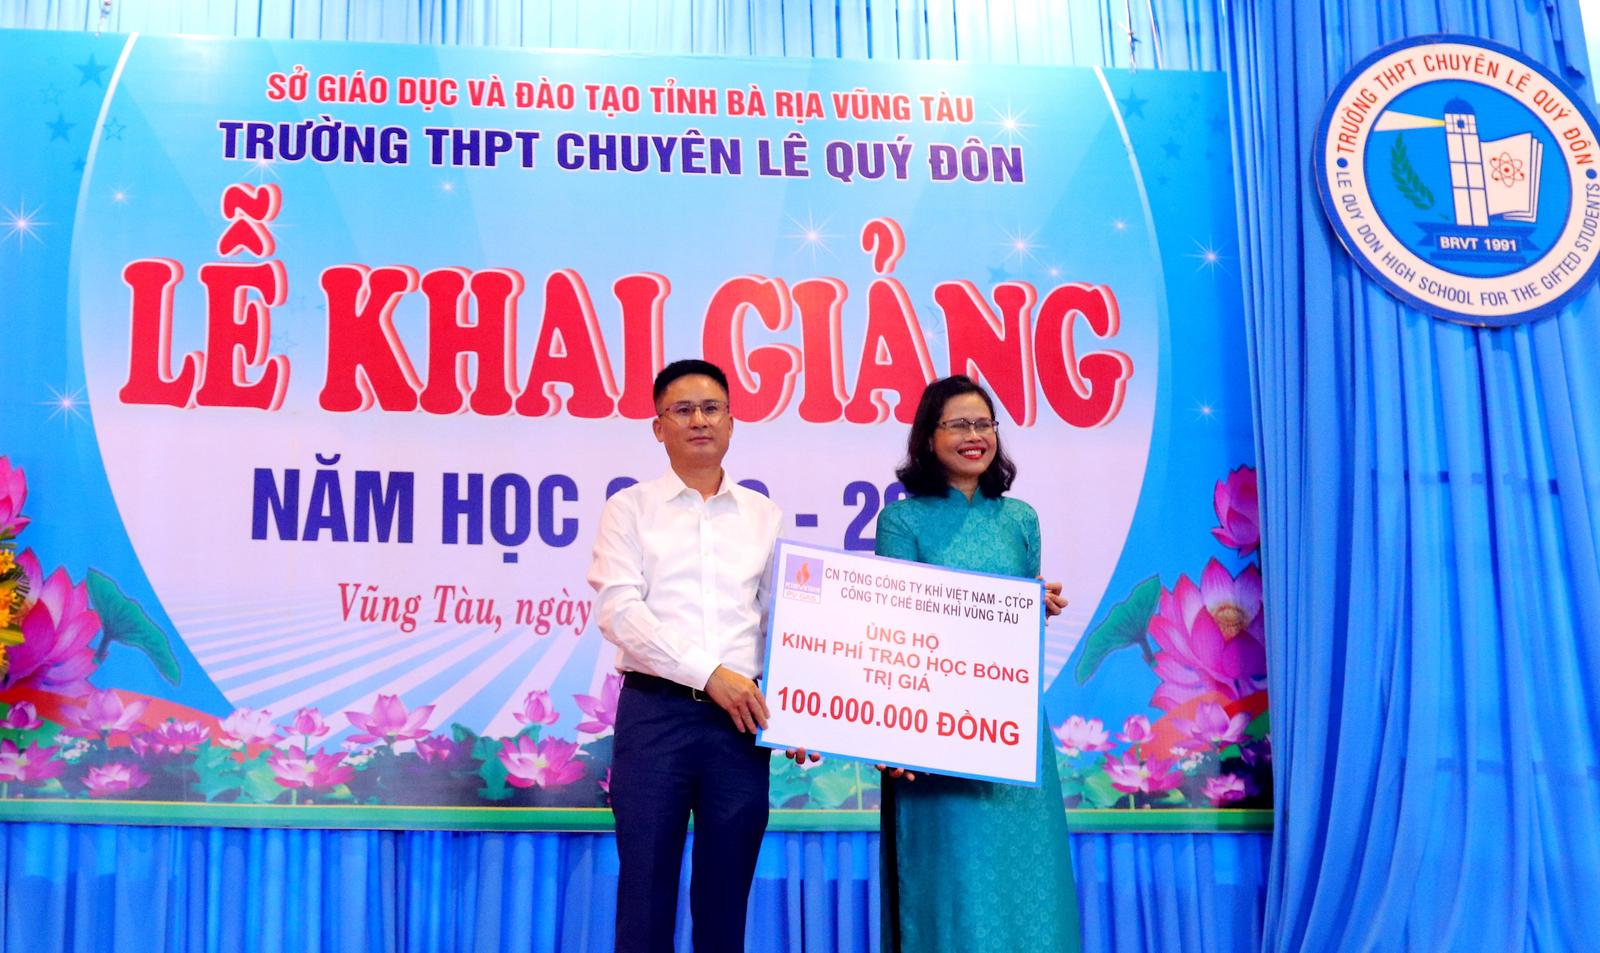 SỞ GIÁO DỤC VÀ ĐÀO TẠO TỈNH BÀ RỊA VŨNG TÀU
TRƯỜNG THPT CHUYÊN LÊ QUÝ ĐÔN
LỄ KHAI GIẢNG
NĂM HỌC
Vũng Tàu, ngày
TRƯỜNG THPT CHUYÊN LÊ QUÝ ĐÔN
BRVT 1991
LE QUY DON HIGH SCHOOL FOR THE GIFTED STUDENTS
PV GAS
CN TỔNG CÔNG TY KHÍ VIỆT NAM - CTCP
CÔNG TY CHẾ BIẾN KHÍ VŨNG TÀU
ỦNG HỘ
KINH PHÍ TRAO HỌC BỔNG
TRỊ GIÁ
100.000.000 ĐỒNG